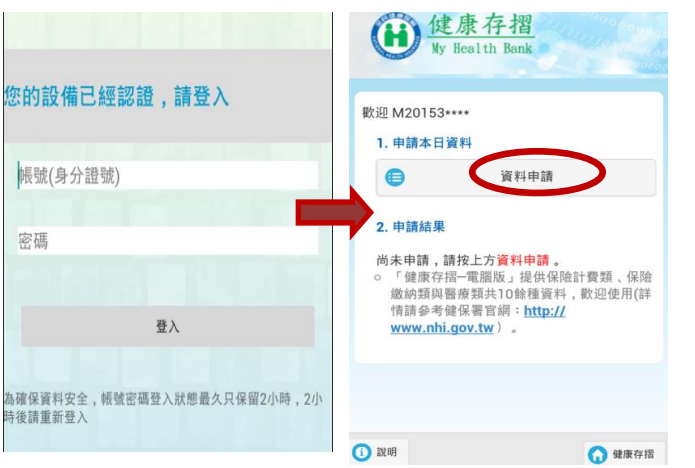 您的設備已經認證，請登入
帳號(身分證號)
密碼
登入
為確保資料安全，帳號密碼登入狀態最久只保留2小時，2小
時後請重新登入
健康存摺
My Health Bank
歡迎 M20153****
1. 申請本日資料
資料申請
2. 申請結果
尚未申請，請按上方資料申請。
○ 「健康存摺─電腦版」提供保險計費類、保險
繳納類與醫療類共10餘種資料，歡迎使用(詳
情請參考健保署官網：http://
www.nhi.gov.tw）。
說明
健康存摺